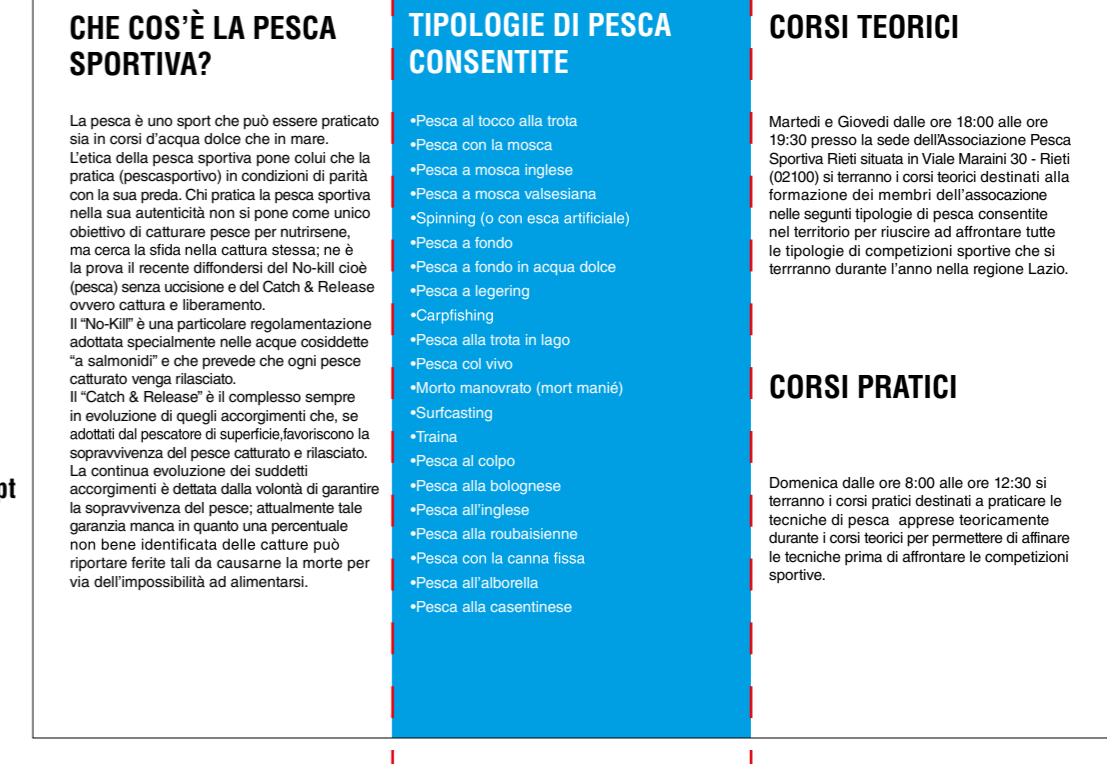 CHE COS’È LA PESCA
SPORTIVA?
La pesca è uno sport che può essere praticato
sia in corsi d’acqua dolce che in mare.
L’etica della pesca sportiva pone colui che la
pratica (pescasportivo) in condizioni di parità
con la sua preda. Chi pratica la pesca sportiva
nella sua autenticità non si pone come unico
obiettivo di catturare pesce per nutrirsene,
ma cerca la sfida nella cattura stessa; ne è
la prova il recente diffondersi del No-kill cioè
(pesca) senza uccisione e del Catch & Release
ovvero cattura e liberamento.
Il “No-Kill” è una particolare regolamentazione
adottata specialmente nelle acque cosiddette
“a salmonidi” e che prevede che ogni pesce
catturato venga rilasciato.
Il “Catch & Release” è il complesso sempre
in evoluzione di quegli accorgimenti che, se
adottati dal pescatore di superficie,favoriscono la
sopravvivenza del pesce catturato e rilasciato.
La continua evoluzione dei suddetti
accorgimenti è dettata dalla volontà di garantire
la sopravvivenza del pesce; attualmente tale
garanzia manca in quanto una percentuale
non bene identificata delle catture può
riportare ferite tali da causarne la morte per
via dell’impossibilità ad alimentarsi.
TIPOLOGIE DI PESCA
CONSENTITE
•Pesca al tocco alla trota
•Pesca con la mosca
•Pesca a mosca inglese
•Pesca a mosca valsesiana
•Spinning (o con esca artificiale)
•Pesca a fondo
•Pesca a fondo in acqua dolce
•Pesca a legering
•Carpfishing
•Pesca alla trota in lago
•Pesca col vivo
•Morto manovrato (mort manié)
•Surfcasting
•Traina
•Pesca al colpo
•Pesca alla bolognese
•Pesca all’inglese
•Pesca alla roubaisienne
•Pesca con la canna fissa
•Pesca all’alborella
•Pesca alla casentinese
CORSI TEORICI
Martedi e Giovedi dalle ore 18:00 alle ore
19:30 presso la sede dell’Associazione Pesca
Sportiva Rieti situata in Viale Maraini 30 - Rieti
(02100) si terranno i corsi teorici destinati alla
formazione dei membri dell’assocazione
nelle segunti tipologie di pesca consentite
nel territorio per riuscire ad affrontare tutte
le tipologie di competizioni sportive che si
terrranno durante l’anno nella regione Lazio.
CORSI PRATICI
Domenica dalle ore 8:00 alle ore 12:30 si
terranno i corsi pratici destinati a praticare le
tecniche di pesca  apprese teoricamente
durante i corsi teorici per permettere di affinare
le tecniche prima di affrontare le competizioni
sportive.